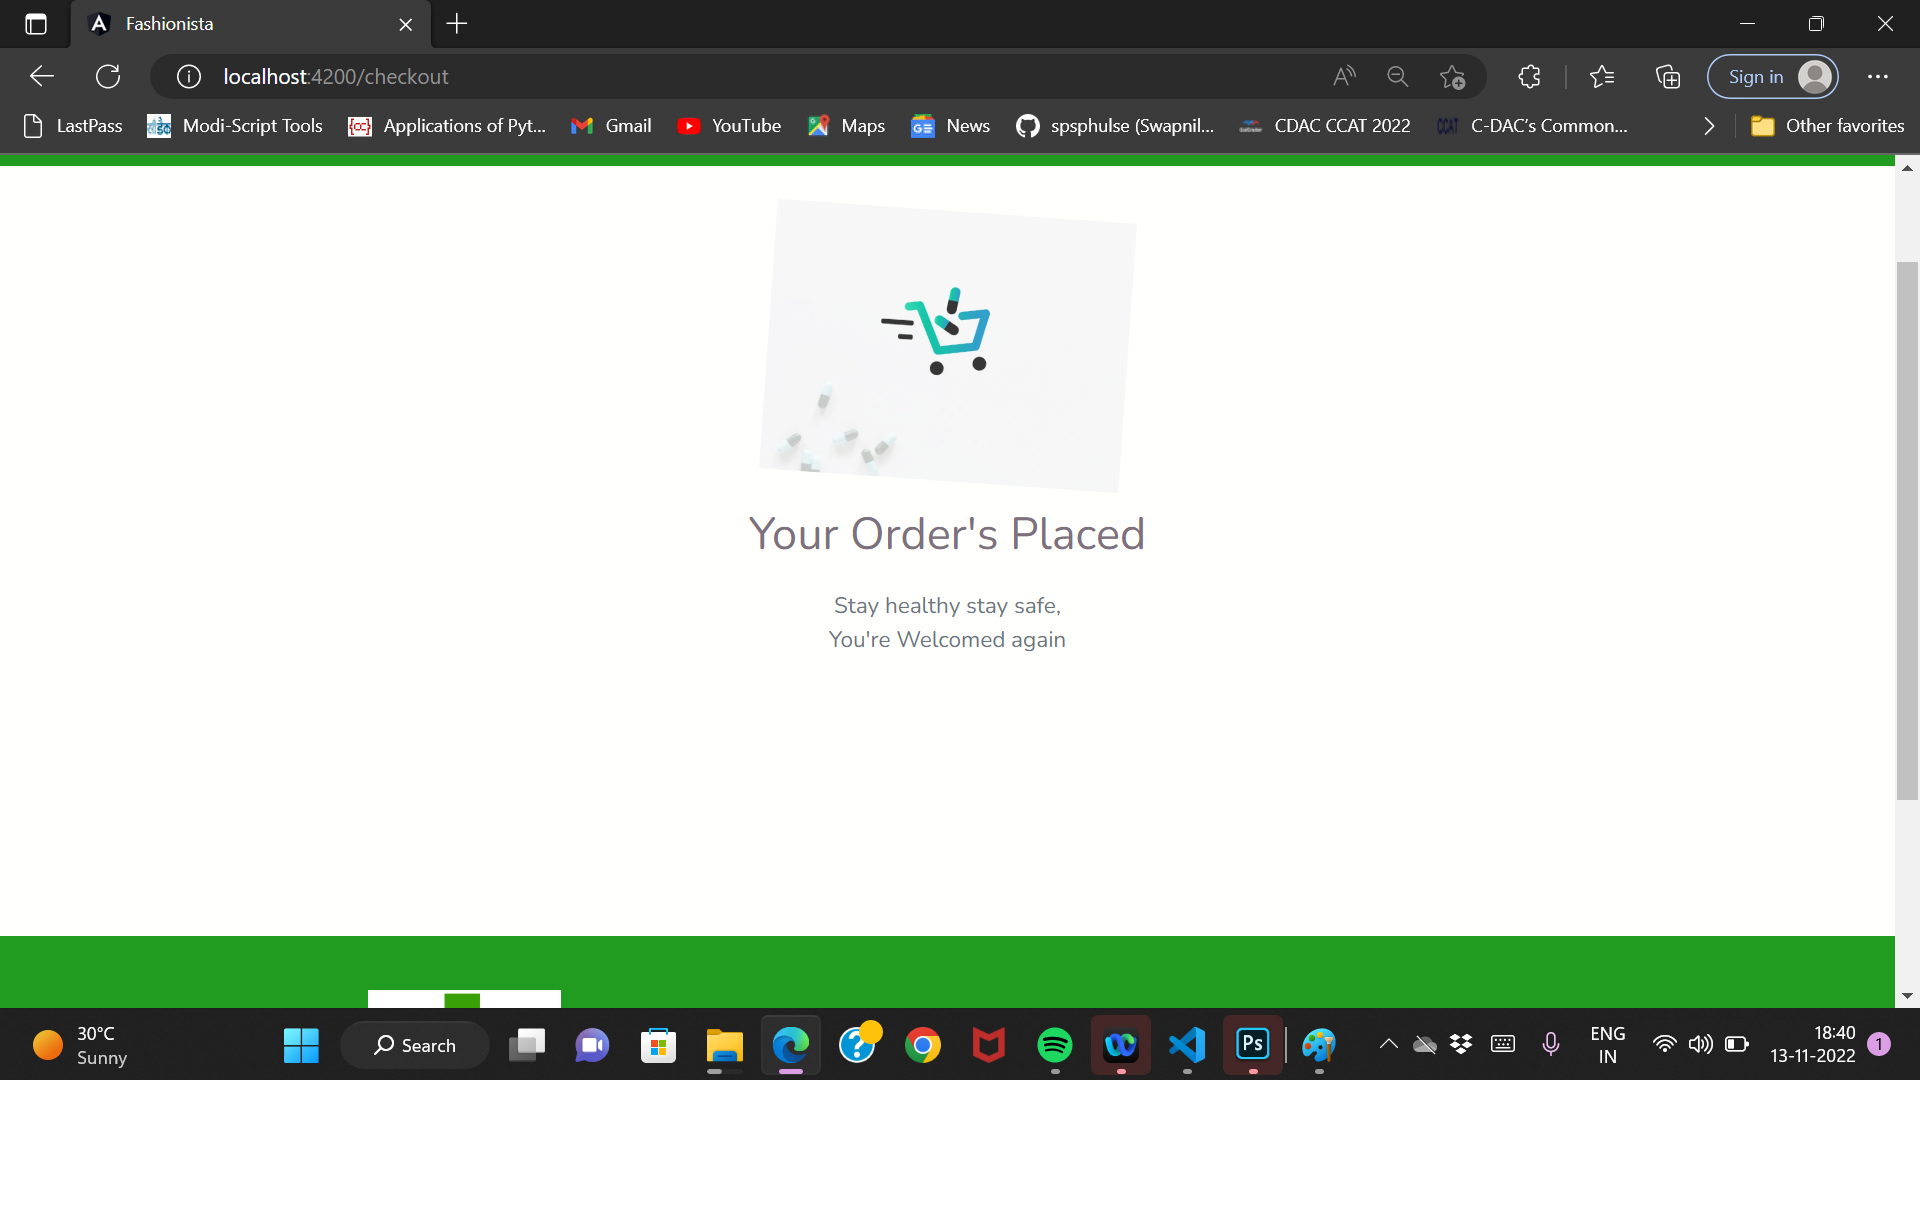 Fashionista
localhost:4200/checkout
Sign in
LastPass
Modi-Script Tools
Applications of Pyt...
Gmail
YouTube
Maps
News
spsphulse (Swapnil...
CDAC CCAT 2022
C-DAC's Common...
Other favorites
Your Order's Placed
Stay healthy stay safe,
You're Welcomed again
30°C
Sunny
Search
Ps
ENG
IN
18:40
13-11-2022
1